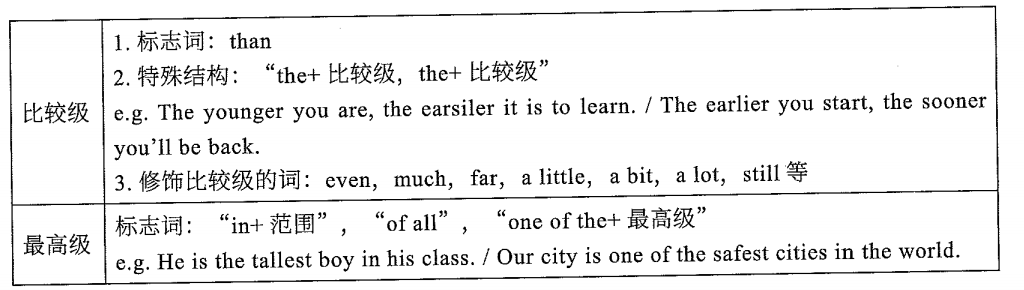 比较级
1. 标志词：than
2. 特殊结构：“the+ 比较级，the+ 比较级”
e.g. The younger you are, the earsiler it is to learn. / The earlier you start, the sooner
you’ll be back.
3. 修饰比较级的词：even，much，far，a little，a bit，a lot，still 等
最高级
标志词：“in+ 范围”，“of all”，“one of the+ 最高级”
e.g. He is the tallest boy in his class. / Our city is one of the safest cities in the world.